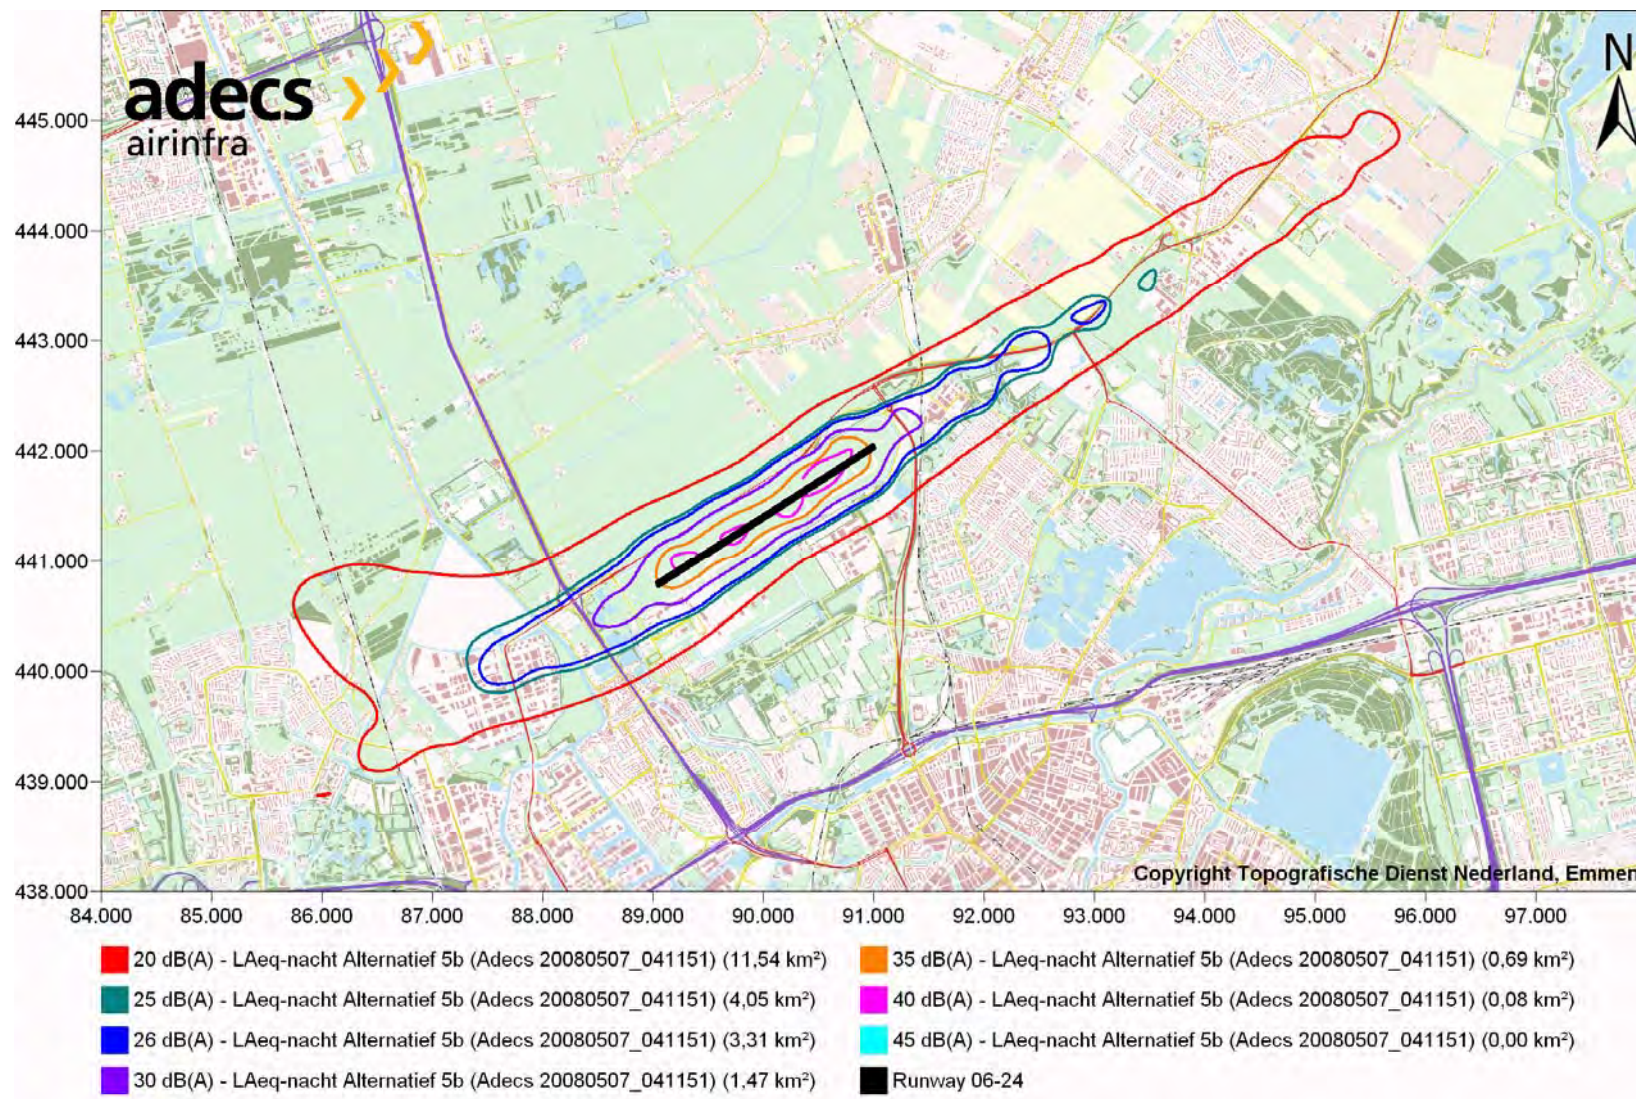 adecs
airinfra
N
445.000
444.000
443.000
442.000
441.000
440.000
439.000
438.000
Copyright Topografische Dienst Nederland, Emmen
84.000 85.000 86.000 87.000 88.000 89.000 90.000 91.000 92.000 93.000 94.000 95.000 96.000 97.000
20 dB(A) - LAeq-nacht Alternatief 5b (Adecs 20080507_041151) (11,54 km²)
25 dB(A) - LAeq-nacht Alternatief 5b (Adecs 20080507_041151) (4,05 km²)
26 dB(A) - LAeq-nacht Alternatief 5b (Adecs 20080507_041151) (3,31 km²)
30 dB(A) - LAeq-nacht Alternatief 5b (Adecs 20080507_041151) (1,47 km²)
35 dB(A) - LAeq-nacht Alternatief 5b (Adecs 20080507_041151) (0,69 km²)
40 dB(A) - LAeq-nacht Alternatief 5b (Adecs 20080507_041151) (0,08 km²)
45 dB(A) - LAeq-nacht Alternatief 5b (Adecs 20080507_041151) (0,00 km²)
Runway 06-24